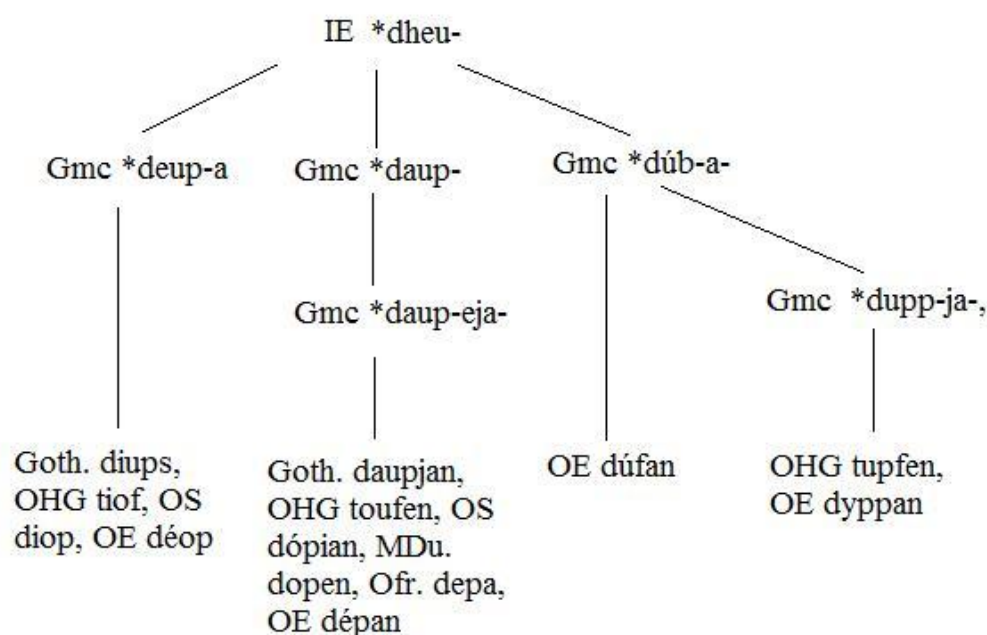 IE *dheu-
Gmc *deup-a
Gmc *daup-
Gmc *dúb-a-
Gmc *daup-eja-
Gmc *dupp-ja-,
Goth. diups,
OHG tiof, OS
diop, OE déop
Goth. daupjan,
OHG toufen, OS
dópian, MDu.
dopen, Ofr. depa,
OE dépan
OE dúfan
OHG tupfen,
OE dyppan